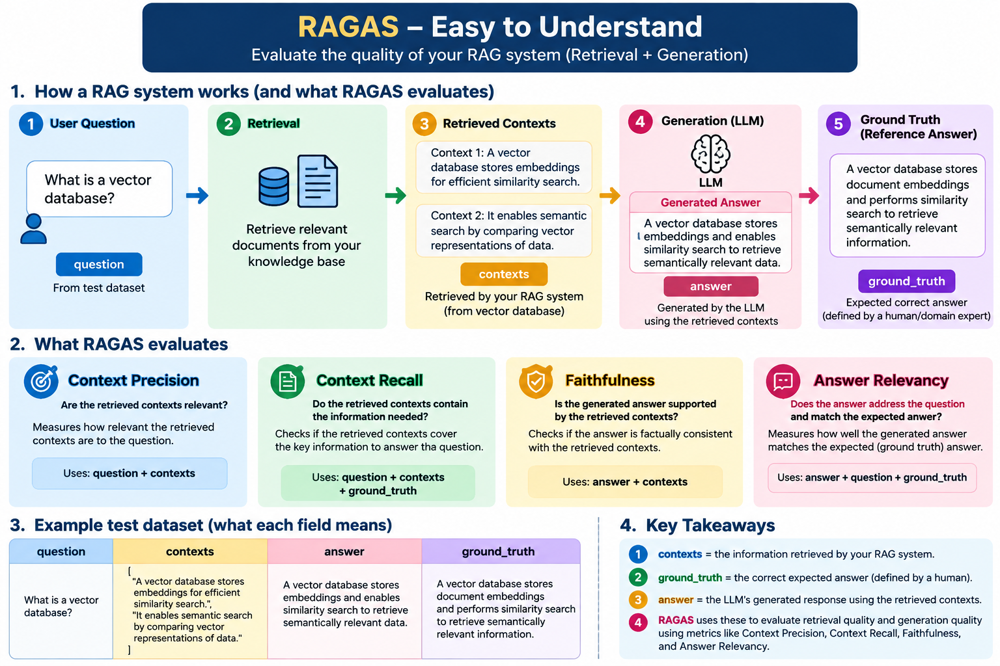 RAGAS – Easy to Understand
Evaluate the quality of your RAG system (Retrieval + Generation)
1. How a RAG system works (and what RAGAS evaluates)
1 User Question
What is a vector
database?
question
From test dataset
2 Retrieval
Retrieve relevant
documents from your
knowledge base
3 Retrieved Contexts
Context 1: A vector
database stores embeddings
for efficient similarity search.
Context 2: It enables semantic
search by comparing vector
representations of data.
contexts
Retrieved by your RAG system
(from vector database)
4 Generation (LLM)
LLM
Generated Answer
A vector database stores
embeddings and enables
similarity search to retrieve
semantically relevant data.
answer
Generated by the LLM
using the retrieved contexts
5 Ground Truth
(Reference Answer)
A vector database stores
document embeddings
and performs similarity
search to retrieve
semantically relevant
information.
ground_truth
Expected correct answer
(defined by a human/domain expert)
2. What RAGAS evaluates
Context Precision
Are the retrieved contexts relevant?
Measures how relevant the retrieved
contexts are to the question.
Uses: question + contexts
Context Recall
Do the retrieved contexts contain
the information needed?
Checks if the retrieved contexts cover
the key information to answer tha question.
Uses: question + contexts
+ ground_truth
Faithfulness
Is the generated answer supported
by the retrieved contexts?
Checks if the answer is factually consistent
with the retrieved contexts.
Uses: answer + contexts
Answer Relevancy
Does the answer address the question
and match the expected anwer?
Measures how well the generated answer
matches the expected (ground truth) answer.
Uses: answer + question + ground_truth
3. Example test dataset (what each field means)
question
What is a vector
database?
contexts
[
"A vector database stores
embeddings for efficient
similarity search.",
"It enables semantic search
by comparing vector
representations of data."
]
answer
A vector database stores
embeddings and enables
similarity search to retrieve
semantically relevant data.
ground_truth
A vector database stores
document embeddings
and performs similarity search
to retrieve semantically
relevant information.
4. Key Takeaways
1 contexts = the information retrieved by your RAG system.
2 ground_truth = the correct expected answer (defined by a human).
3 answer = the LLM's generated response using the retrieved contexts.
4 RAGAS uses these to evaluate retrieval quality and generation quality
using metrics like Context Precision, Context Recall, Faithfulness,
and Answer Relevancy.